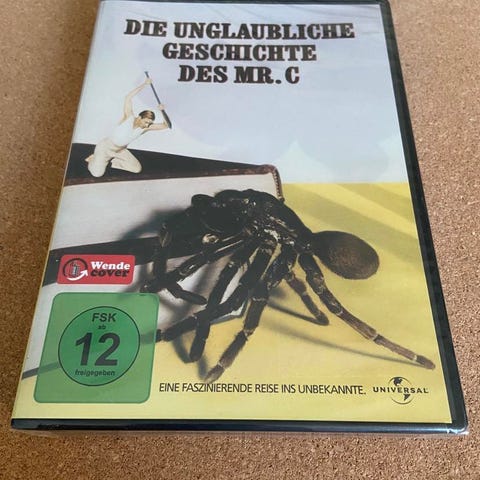 DIE UNGLAUBLICHE
GESCHICHTE
DES MR. C
Wende
cover
FSK
ab
12
freigegeben
EINE FASZINIERENDE REISE INS UNBEKANNTE.
UNIVERSAL